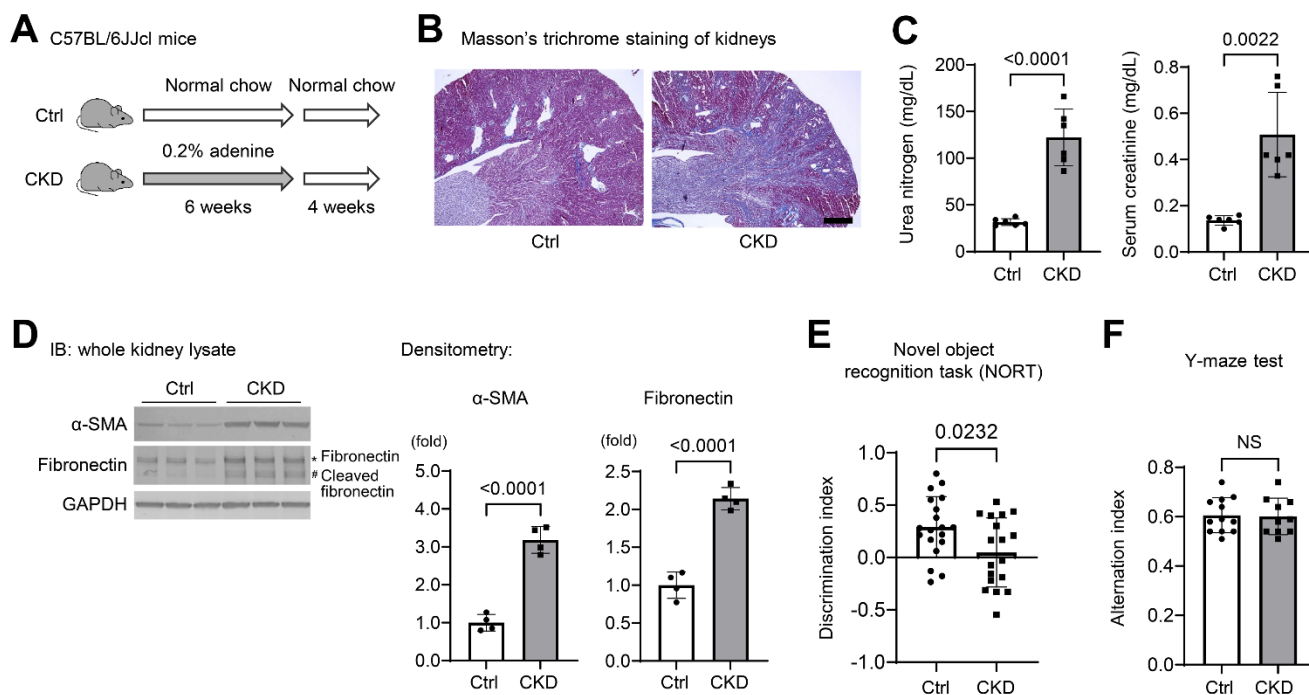 A C57BL/6JJcl mice
Normal chow Normal chow
Ctrl
0.2% adenine
CKD
6 weeks 4 weeks
B Masson’s trichrome staining of kidneys
Ctrl CKD
C
Urea nitrogen (mg/dL)
<0.0001
200
150
100
50
0
Ctrl CKD
Serum creatinine (mg/dL)
0.0022
0.8
0.6
0.4
0.2
0.0
Ctrl CKD
D IB: whole kidney lysate
Ctrl CKD
α-SMA
Fibronectin
GAPDH
* Fibronectin
# Cleaved
fibronectin
Densitometry:
α-SMA
(fold)
<0.0001
5.0
4.0
3.0
2.0
1.0
0.0
Ctrl CKD
Fibronectin
(fold)
<0.0001
2.5
2.0
1.5
1.0
0.5
0.0
Ctrl CKD
E Novel object
recognition task (NORT)
Discrimination index
0.0232
1.0
0.5
0.0
-0.5
-1.0
Ctrl CKD
F Y-maze test
Alternation index
NS
0.8
0.6
0.4
0.2
0.0
Ctrl CKD